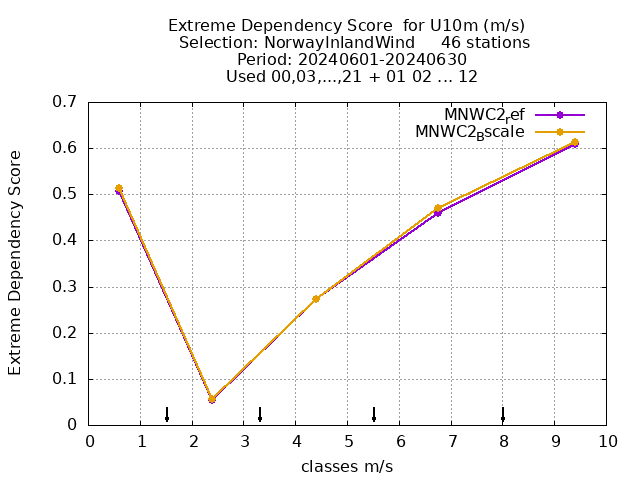 Extreme Dependency Score  for U10m (m/s)
Selection: NorwayInlandWind     46 stations
Period: 20240601-20240630
Used 00,03,...,21 + 01 02 ... 12
MNWC2_ref
MNWC2_Bscale
Extreme Dependency Score
0.7
0.6
0.5
0.4
0.3
0.2
0.1
0
0 1 2 3 4 5 6 7 8 9 10
classes m/s